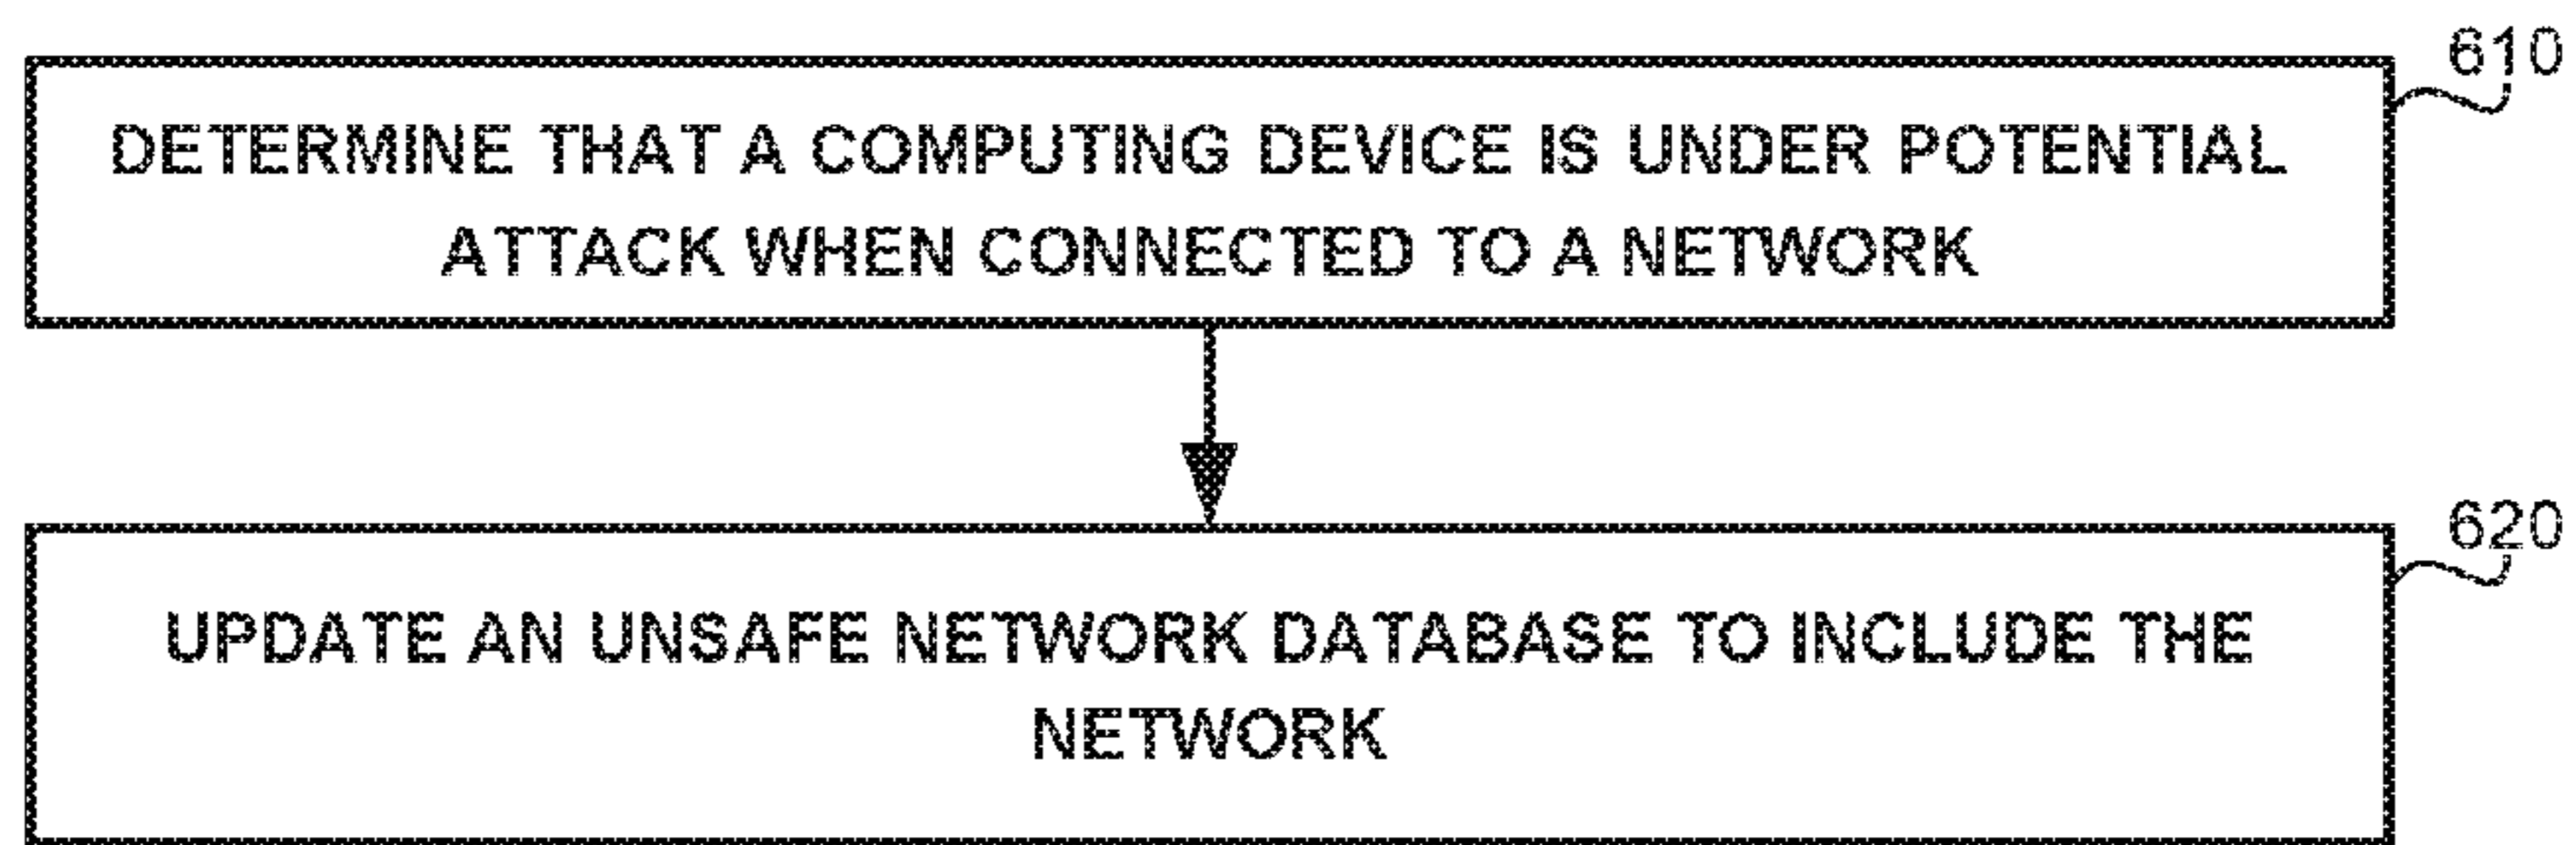 610
DETERMINE THAT A COMPUTING DEVICE IS UNDER POTENTIAL
ATTACK WHEN CONNECTED TO A NETWORK
620
UPDATE AN UNSAFE NETWORK DATABASE TO INCLUDE THE
NETWORK